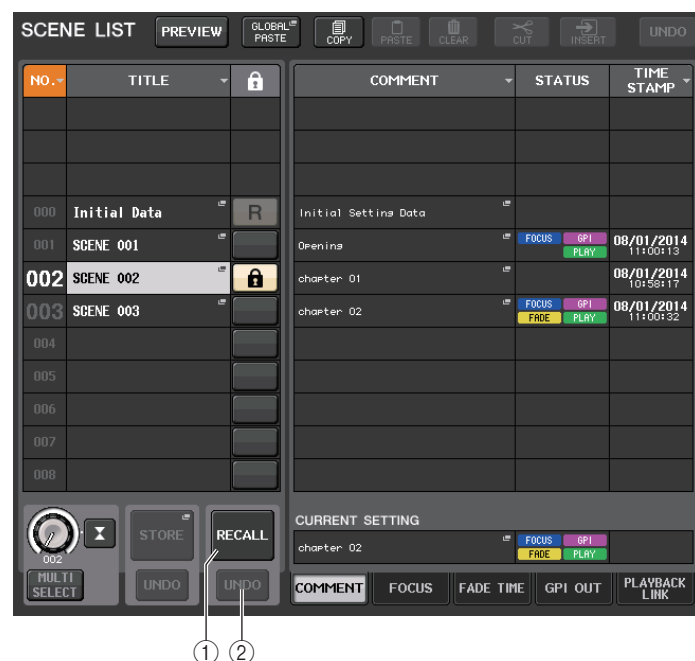 SCENE LIST PREVIEW GLOBAL PASTE COPY PASTE CLEAR CUT INSERT UNDO
NO. TITLE COMMENT STATUS TIME STAMP
000 Initial Data R Initial Setting Data
001 SCENE 001 Opening FOCUS GPI PLAY 08/01/2014 11:00:13
002 SCENE 002 chapter 01 08/01/2014 10:58:17
003 SCENE 003 chapter 02 FOCUS GPI FADE PLAY 08/01/2014 11:00:32
004
005
006
007
008
CURRENT SETTING
002 STORE RECALL chapter 02 FOCUS GPI FADE PLAY
MULTI SELECT UNDO UNDO COMMENT FOCUS FADE TIME GPI OUT PLAYBACK LINK
① ②